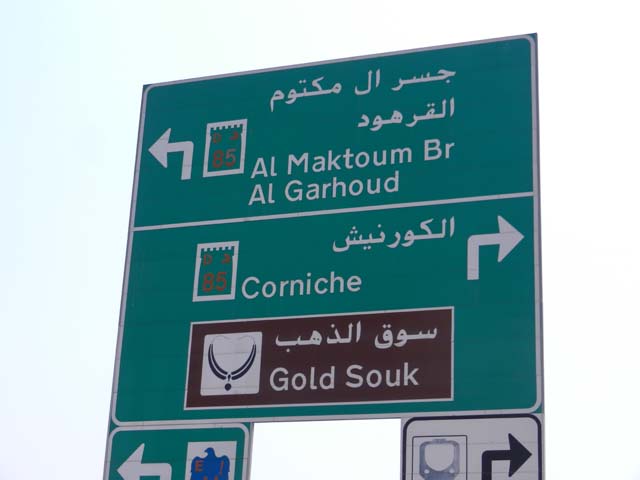 جسر ال مكتوم
القرهود
85
Al Maktoum Br
Al Garhoud
الكورنيش
85
Corniche
سوق الذهب
Gold Souk
E